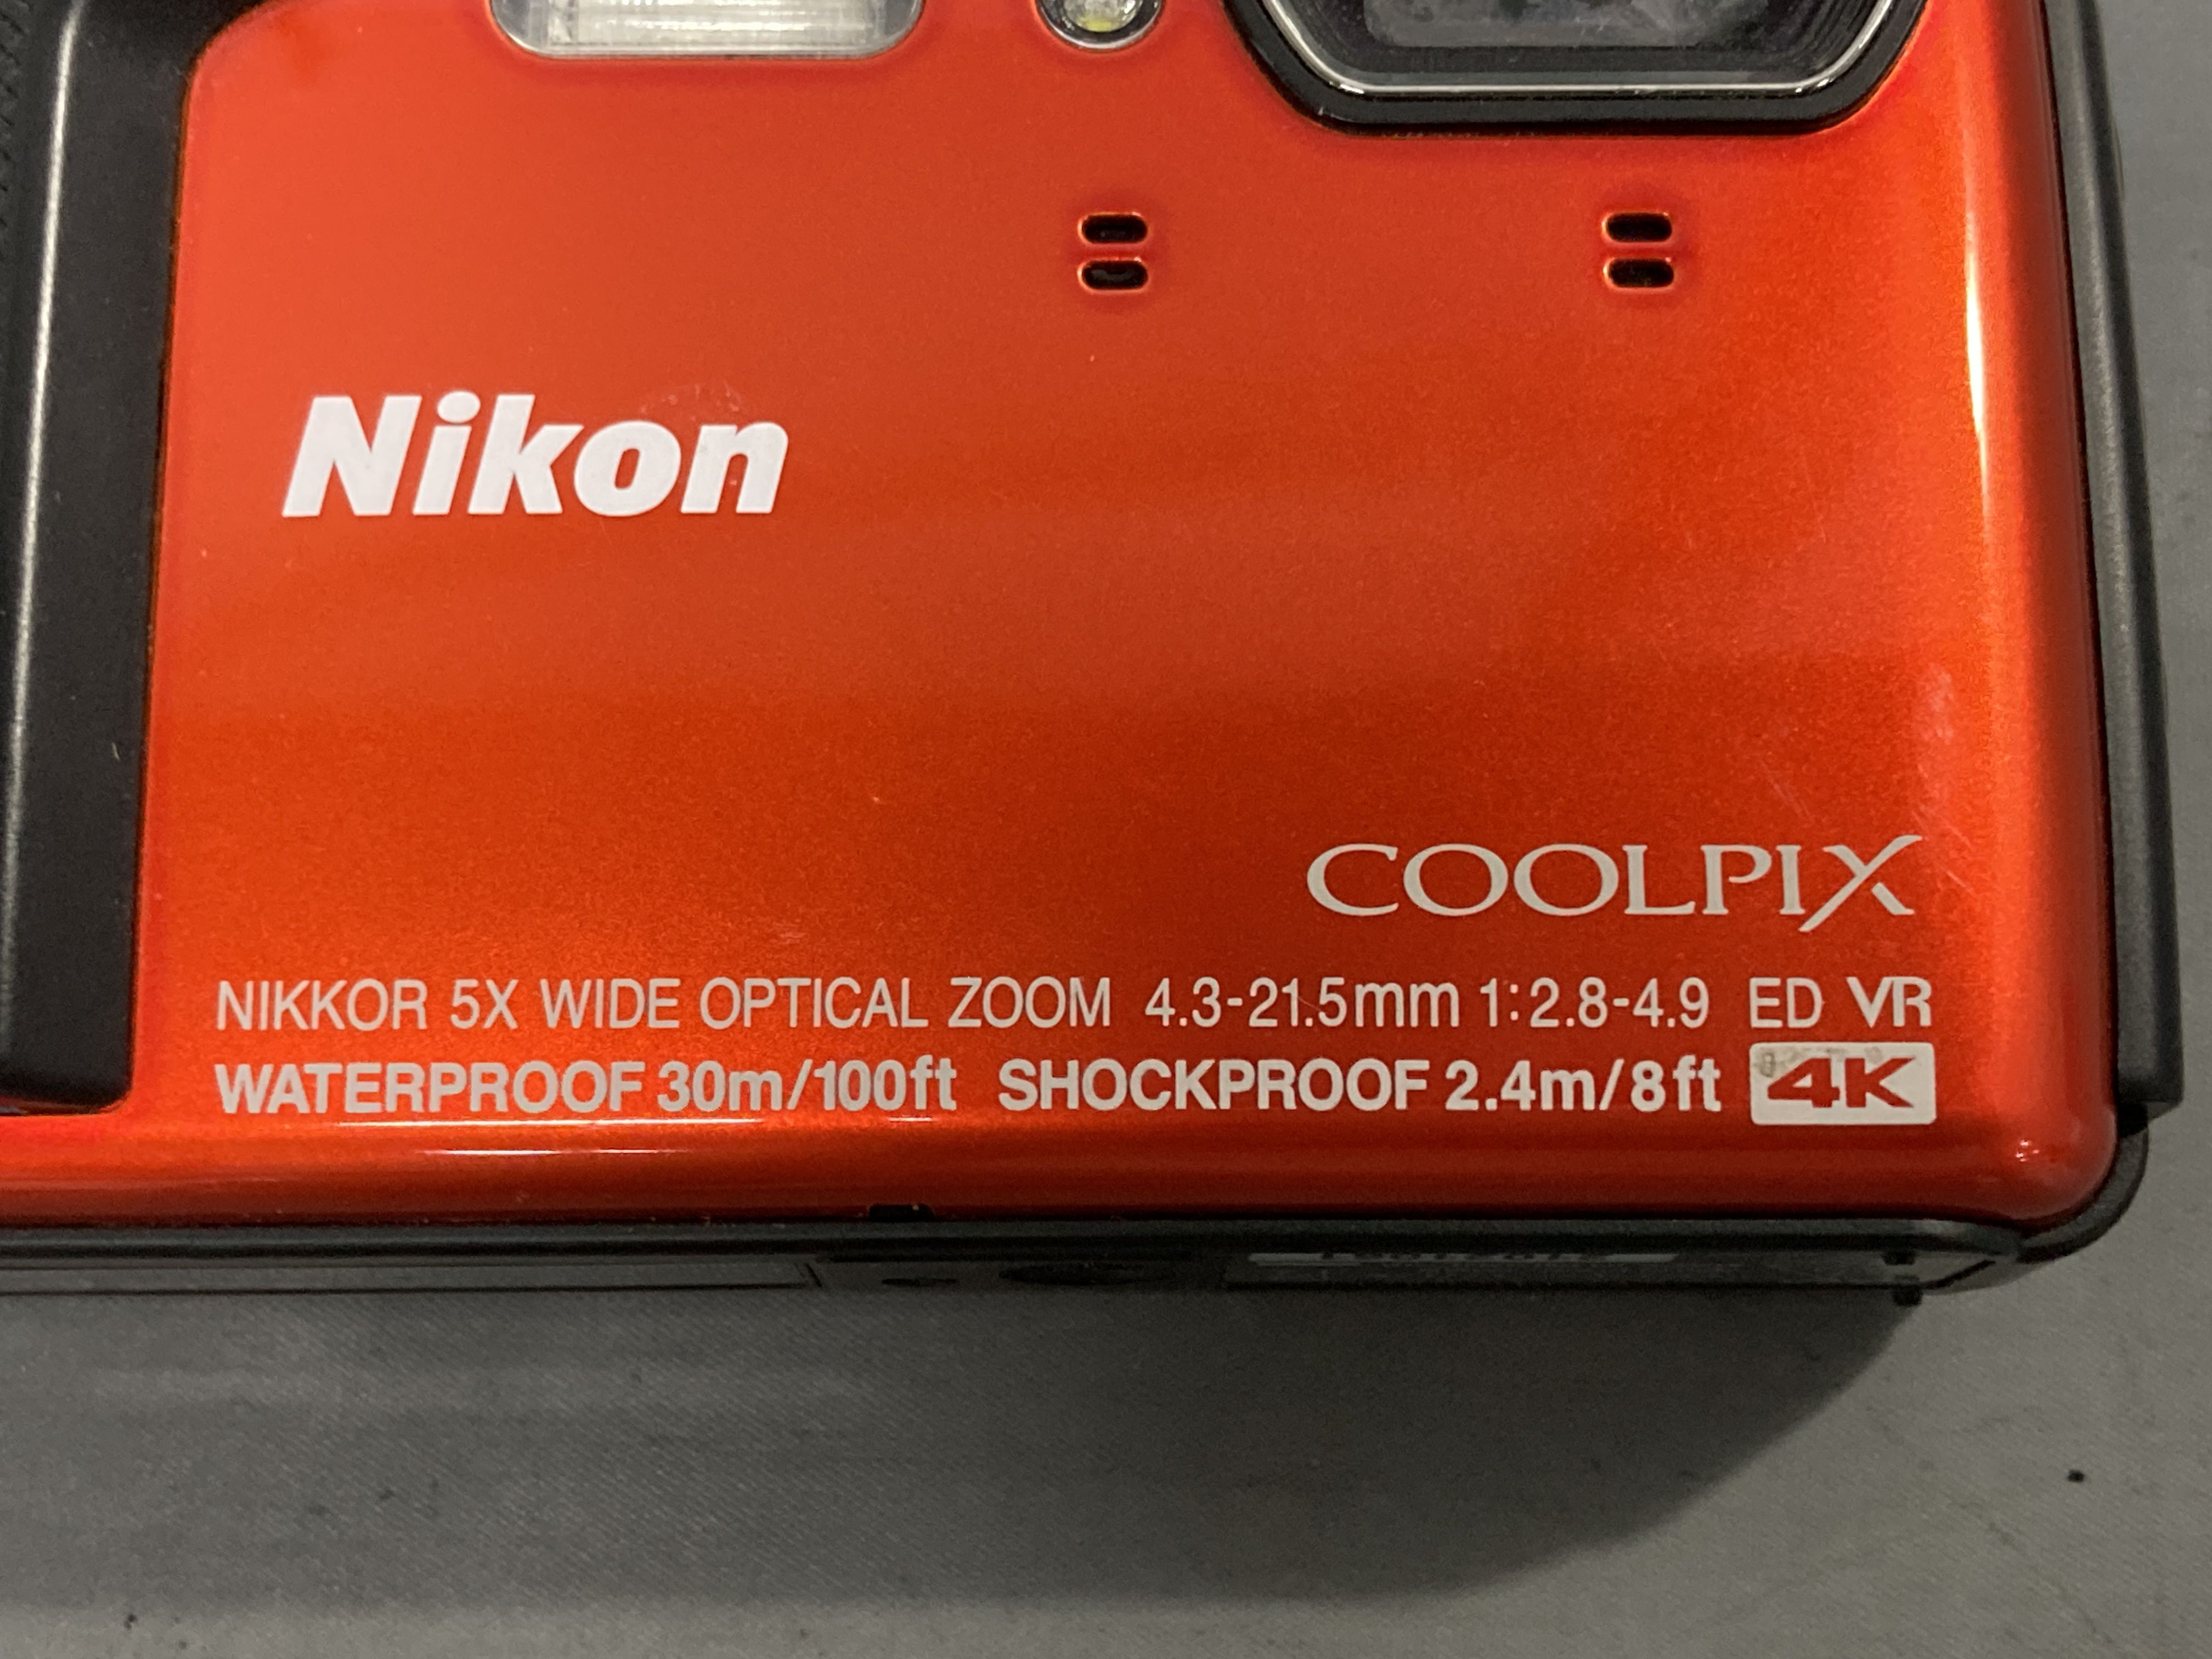 Nikon
COOLPIX
NIKKOR 5X WIDE OPTICAL ZOOM 4.3-21.5mm 1:2.8-4.9 ED VR
WATERPROOF 30m/100ft SHOCKPROOF 2.4m/8ft 4K